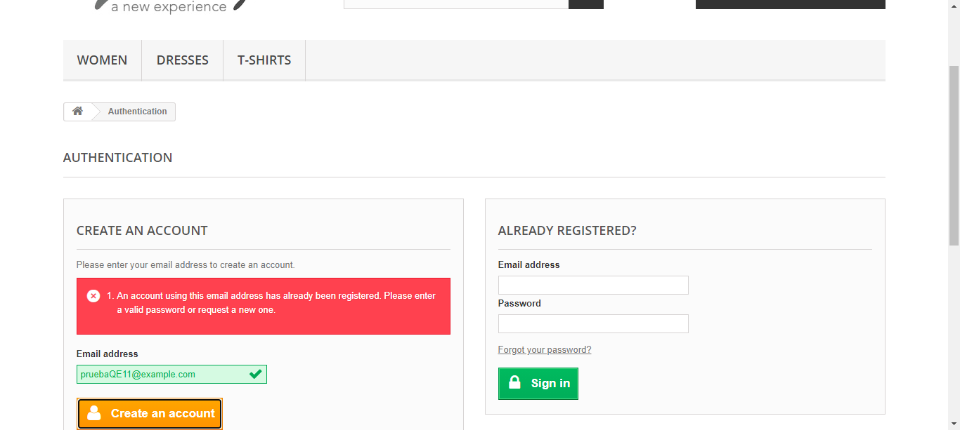 a new experience
WOMEN
DRESSES
T-SHIRTS
Authentication
AUTHENTICATION
CREATE AN ACCOUNT
Please enter your email address to create an account.
1. An account using this email address has already been registered. Please enter
a valid password or request a new one.
Email address
pruebaQE11@example.com
Create an account
ALREADY REGISTERED?
Email address
Password
Forgot your password?
Sign in